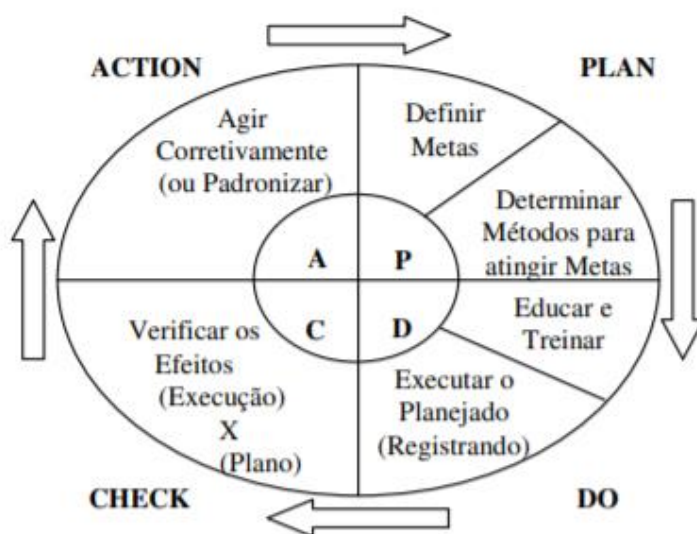 ACTION
PLAN
Agir
Corretivamente
(ou Padronizar)
Definir
Metas
Determinar
Métodos para
atingir Metas
A
P
C
D
Educar e
Treinar
Verificar os
Efeitos
(Execução)
X
(Plano)
Executar o
Planejado
(Registrando)
CHECK
DO